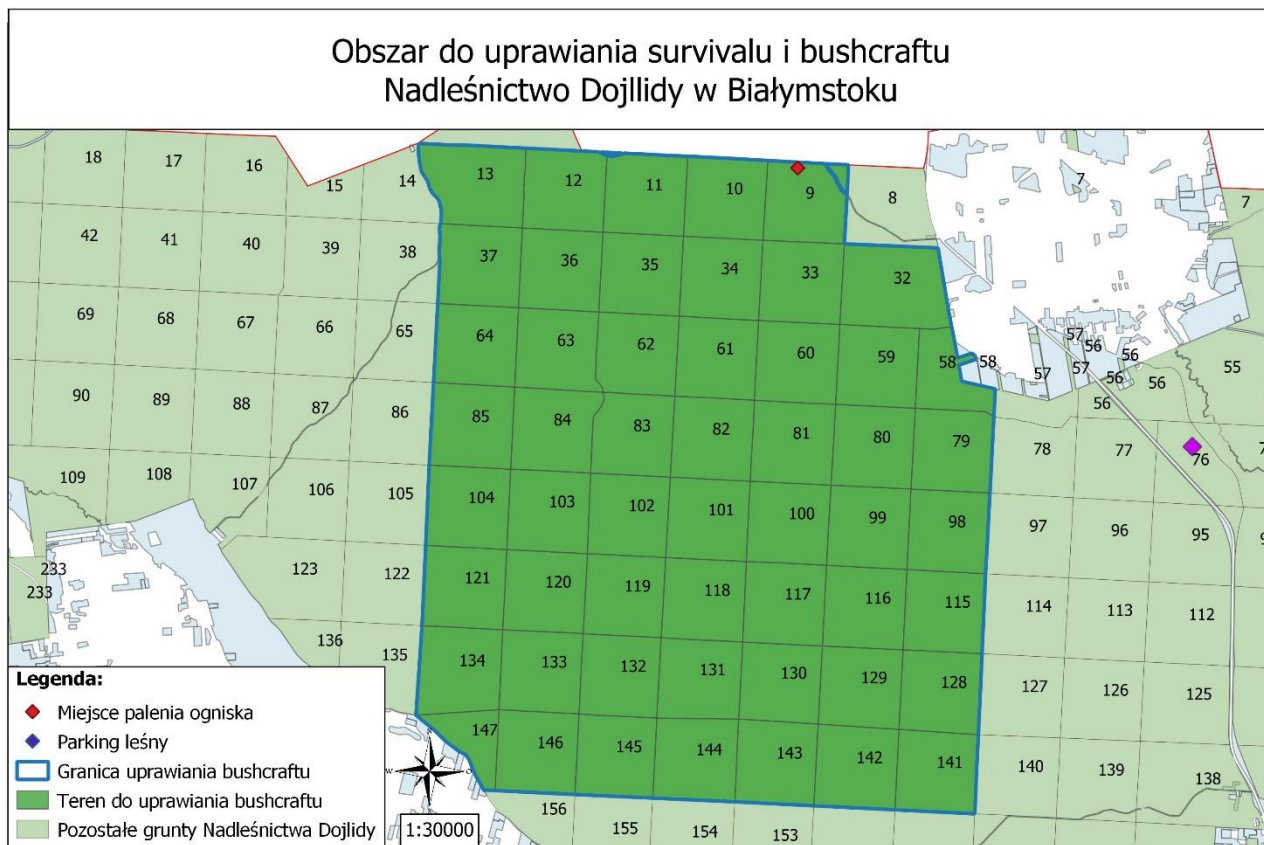 Obszar do uprawiania survivalu i bushcraftu
Nadleśnictwo Dojllidy w Białymstoku
18 17 16 15 14 13 12 11 10 9 8 7 7
42 41 40 39 38 37 36 35 34 33 32
69 68 67 66 65 64 63 62 61 60 59 58 58 57 57 57 56 56 56 56 56 55
90 89 88 87 86 85 84 83 82 81 80 79 78 77 76
109 108 107 106 105 104 103 102 101 100 99 98 97 96 95
233 123 122 121 120 119 118 117 116 115 114 113 112
233
136 135 134 133 132 131 130 129 128 127 126 125
147 146 145 144 143 142 141 140 139 138
156 155 154 153
Legenda:
Miejsce palenia ogniska
Parking leśny
Granica uprawiania bushcraftu
Teren do uprawiania bushcraftu
Pozostałe grunty Nadleśnictwa Dojlidy
N
W O
1:30000